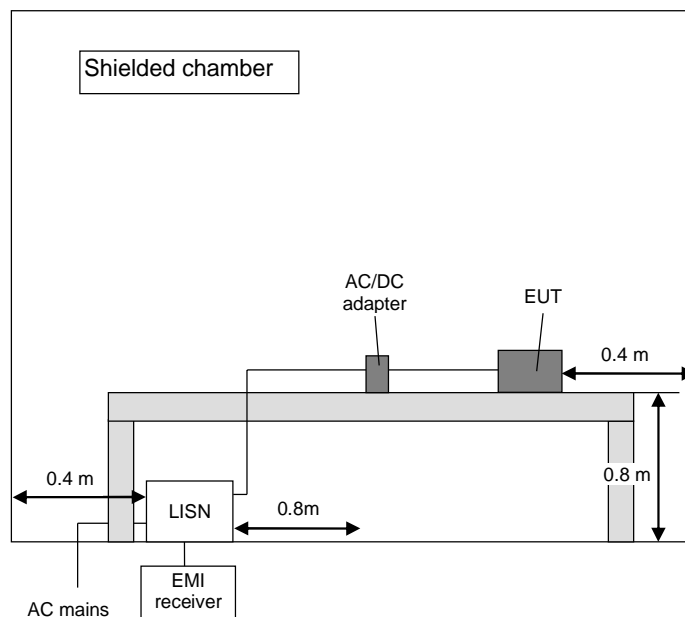 Shielded chamber
AC/DC
adapter
EUT
0.4 m
0.4 m
0.8 m
LISN
0.8m
EMI
receiver
AC mains